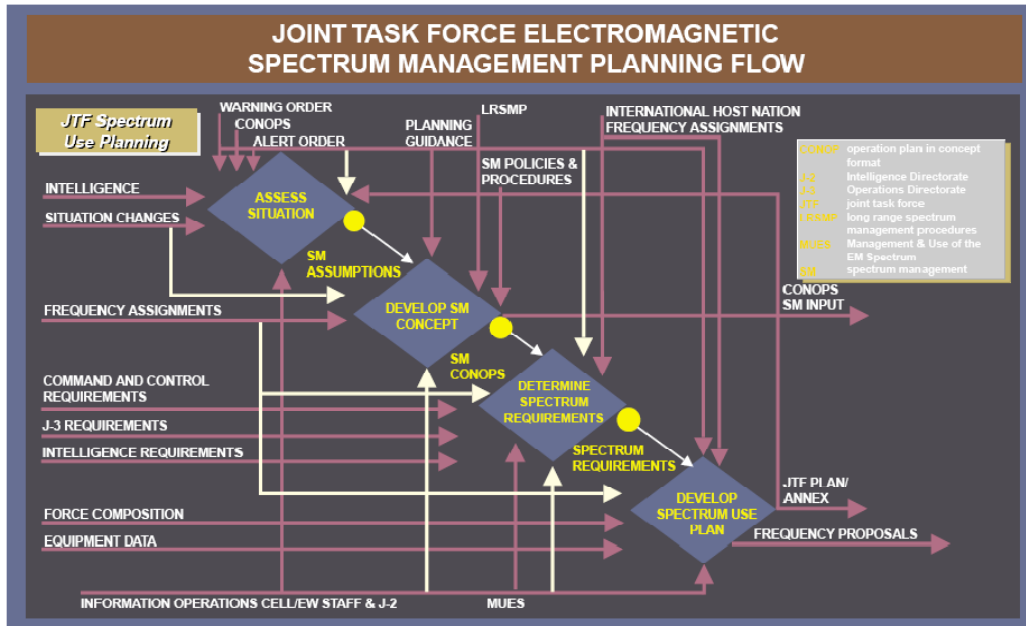 JOINT TASK FORCE ELECTROMAGNETIC
SPECTRUM MANAGEMENT PLANNING FLOW
JTF Spectrum
Use Planning
WARNING ORDER
CONOPS
ALERT ORDER
PLANNING
GUIDANCE
LRSMP
SM POLICIES &
PROCEDURES
INTERNATIONAL HOST NATION
FREQUENCY ASSIGNMENTS
CONOP operation plan in concept
format
J-2 Intelligence Directorate
J-3 Operations Directorate
JTF joint task force
LRSMP long range spectrum
management procedures
MUES Management & Use of the
EM Spectrum
SM spectrum management
INTELLIGENCE
SITUATION CHANGES
ASSESS
SITUATION
SM
ASSUMPTIONS
FREQUENCY ASSIGNMENTS
DEVELOP SM
CONCEPT
CONOPS
SM INPUT
SM
CONOPS
COMMAND AND CONTROL
REQUIREMENTS
J-3 REQUIREMENTS
INTELLIGENCE REQUIREMENTS
DETERMINE
SPECTRUM
REQUIREMENTS
SPECTRUM
REQUIREMENTS
FORCE COMPOSITION
EQUIPMENT DATA
DEVELOP
SPECTRUM USE
PLAN
JTF PLAN/
ANNEX
FREQUENCY PROPOSALS
INFORMATION OPERATIONS CELL/EW STAFF & J-2
MUES